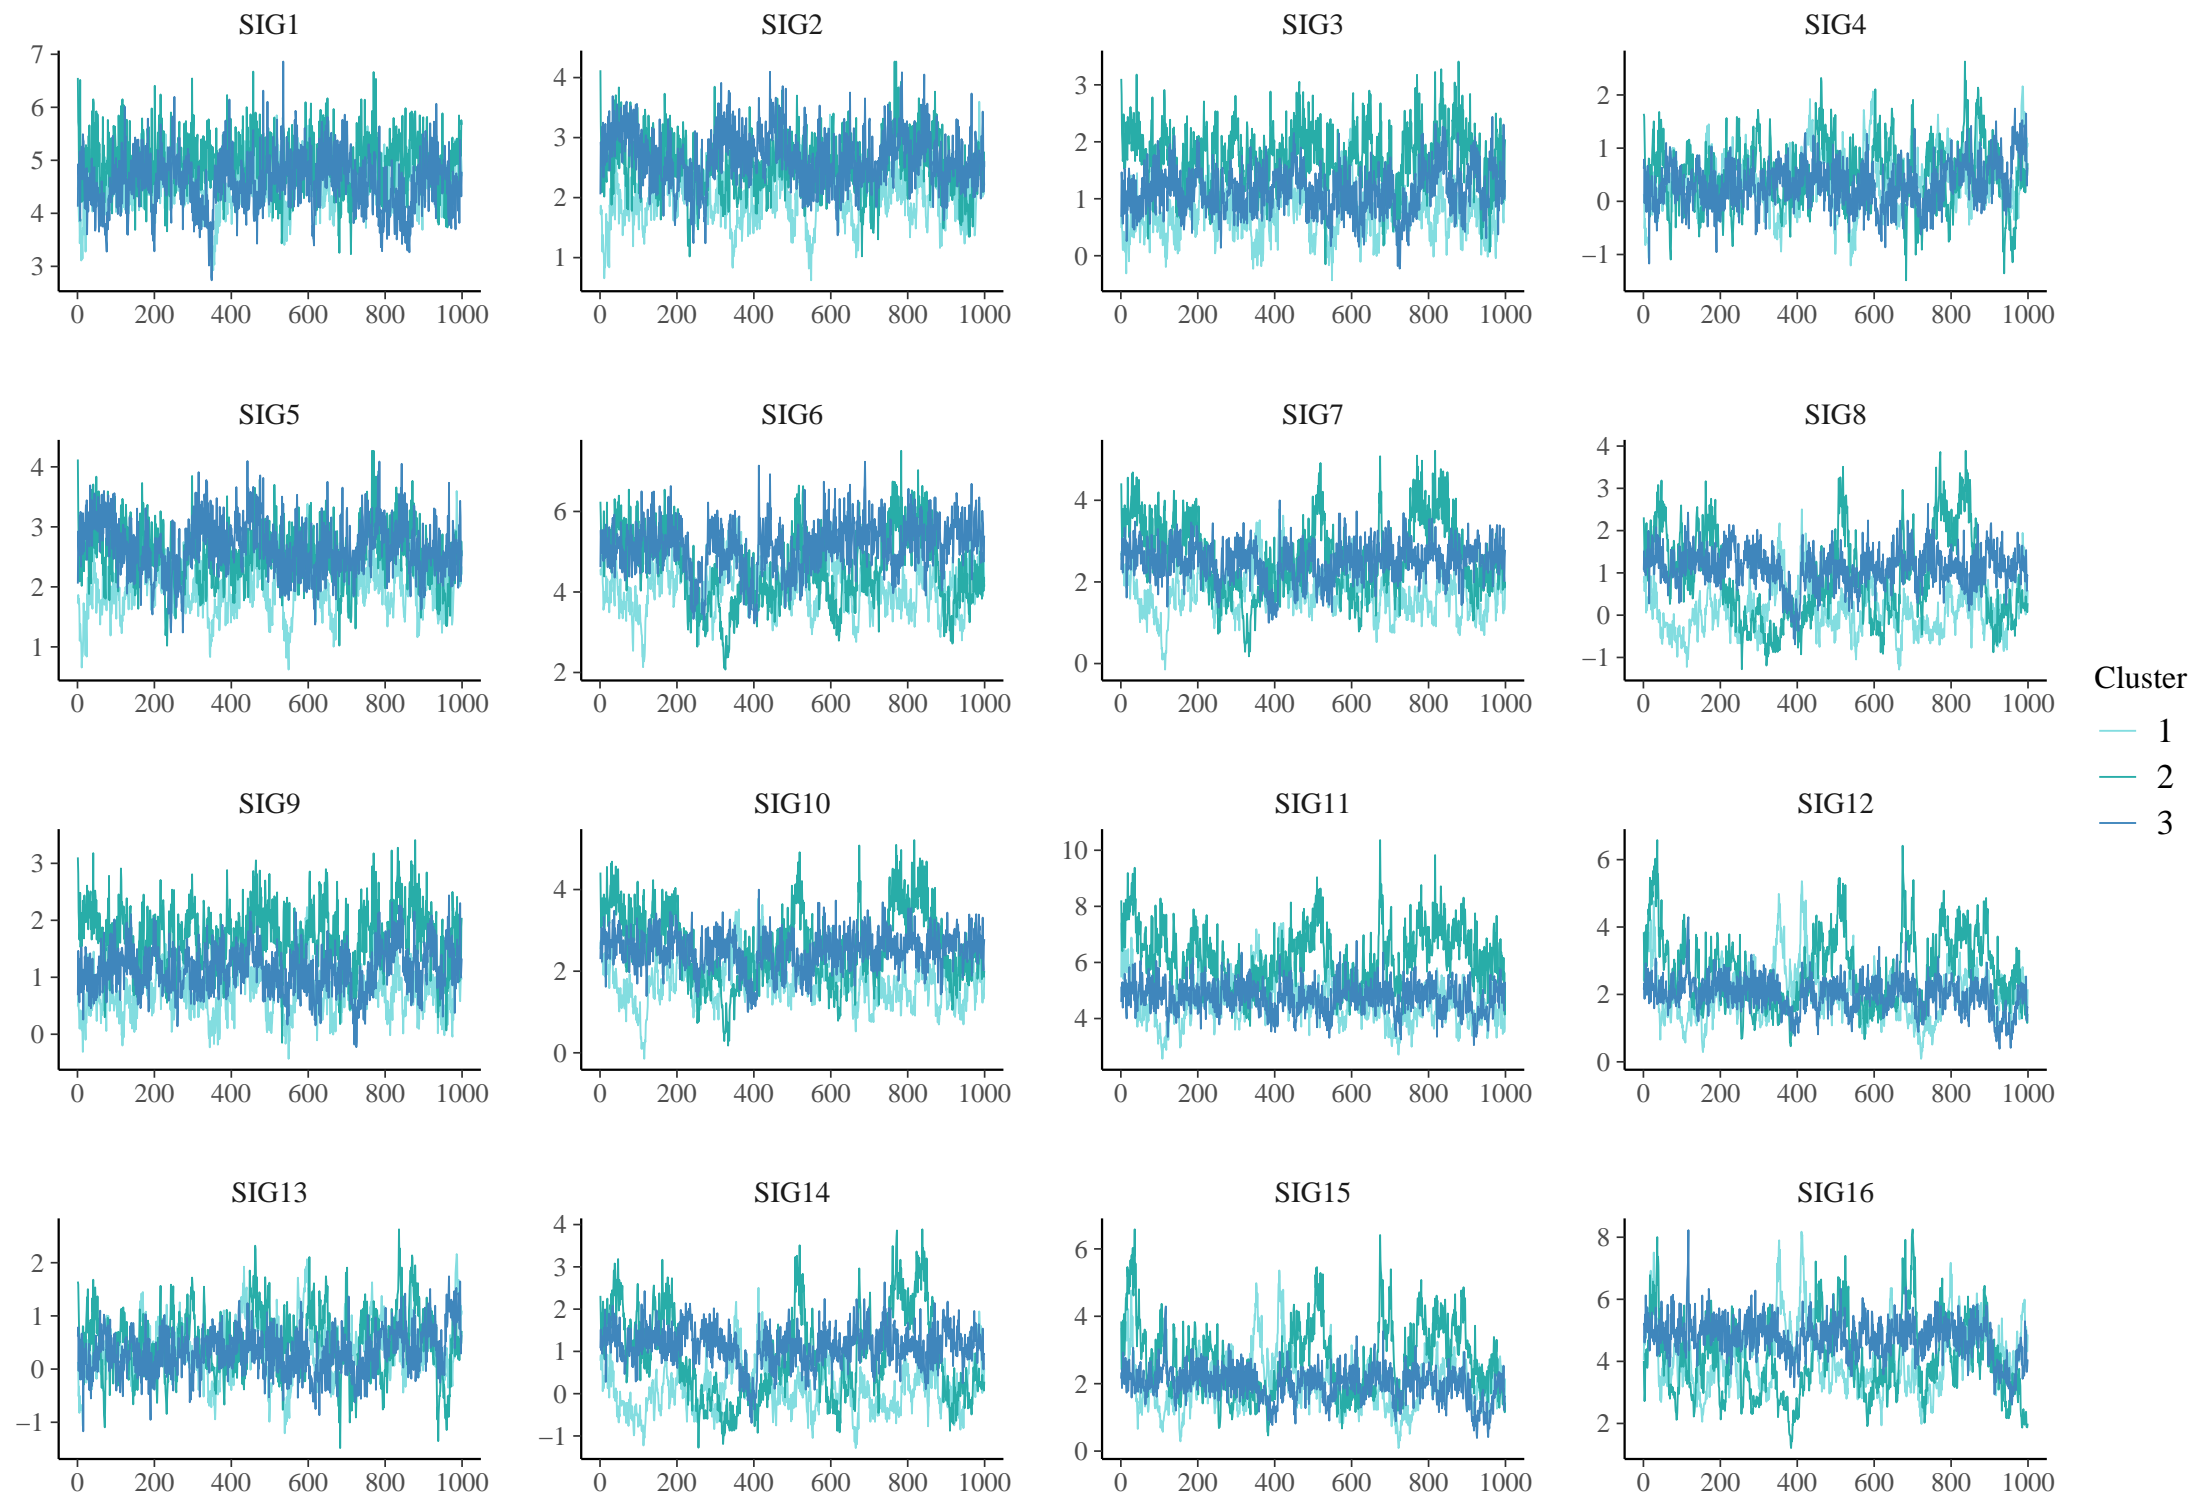 SIG1 SIG2 SIG3 SIG4
7 6 5 4 3
4 3 2 1
3 2 1 0
2 1 0 –1
0 200 400 600 800 1000 0 200 400 600 800 1000 0 200 400 600 800 1000 0 200 400 600 800 1000
SIG5 SIG6 SIG7 SIG8
4 3 2 1
6 4 2
4 2 0
4 3 2 1 0 –1
0 200 400 600 800 1000 0 200 400 600 800 1000 0 200 400 600 800 1000 0 200 400 600 800 1000
Cluster
1
2
3
SIG9 SIG10 SIG11 SIG12
3 2 1 0
4 2 0
10 8 6 4
6 4 2 0
0 200 400 600 800 1000 0 200 400 600 800 1000 0 200 400 600 800 1000 0 200 400 600 800 1000
SIG13 SIG14 SIG15 SIG16
2 1 0 –1
4 3 2 1 0 –1
6 4 2 0
8 6 4 2
0 200 400 600 800 1000 0 200 400 600 800 1000 0 200 400 600 800 1000 0 200 400 600 800 1000